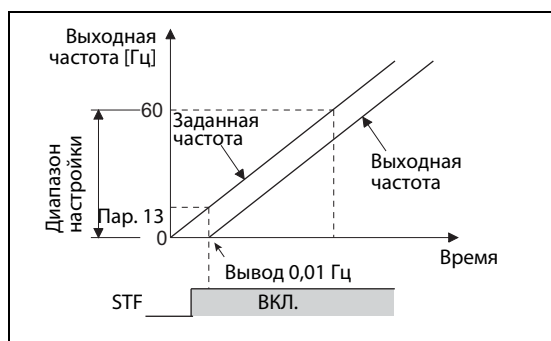 Выходная
частота [Гц]
60
Заданная
частота
Диапазон
настройки
Выходная
частота
Пар. 13
0
Время
Вывод 0,01 Гц
STF
ВКЛ.